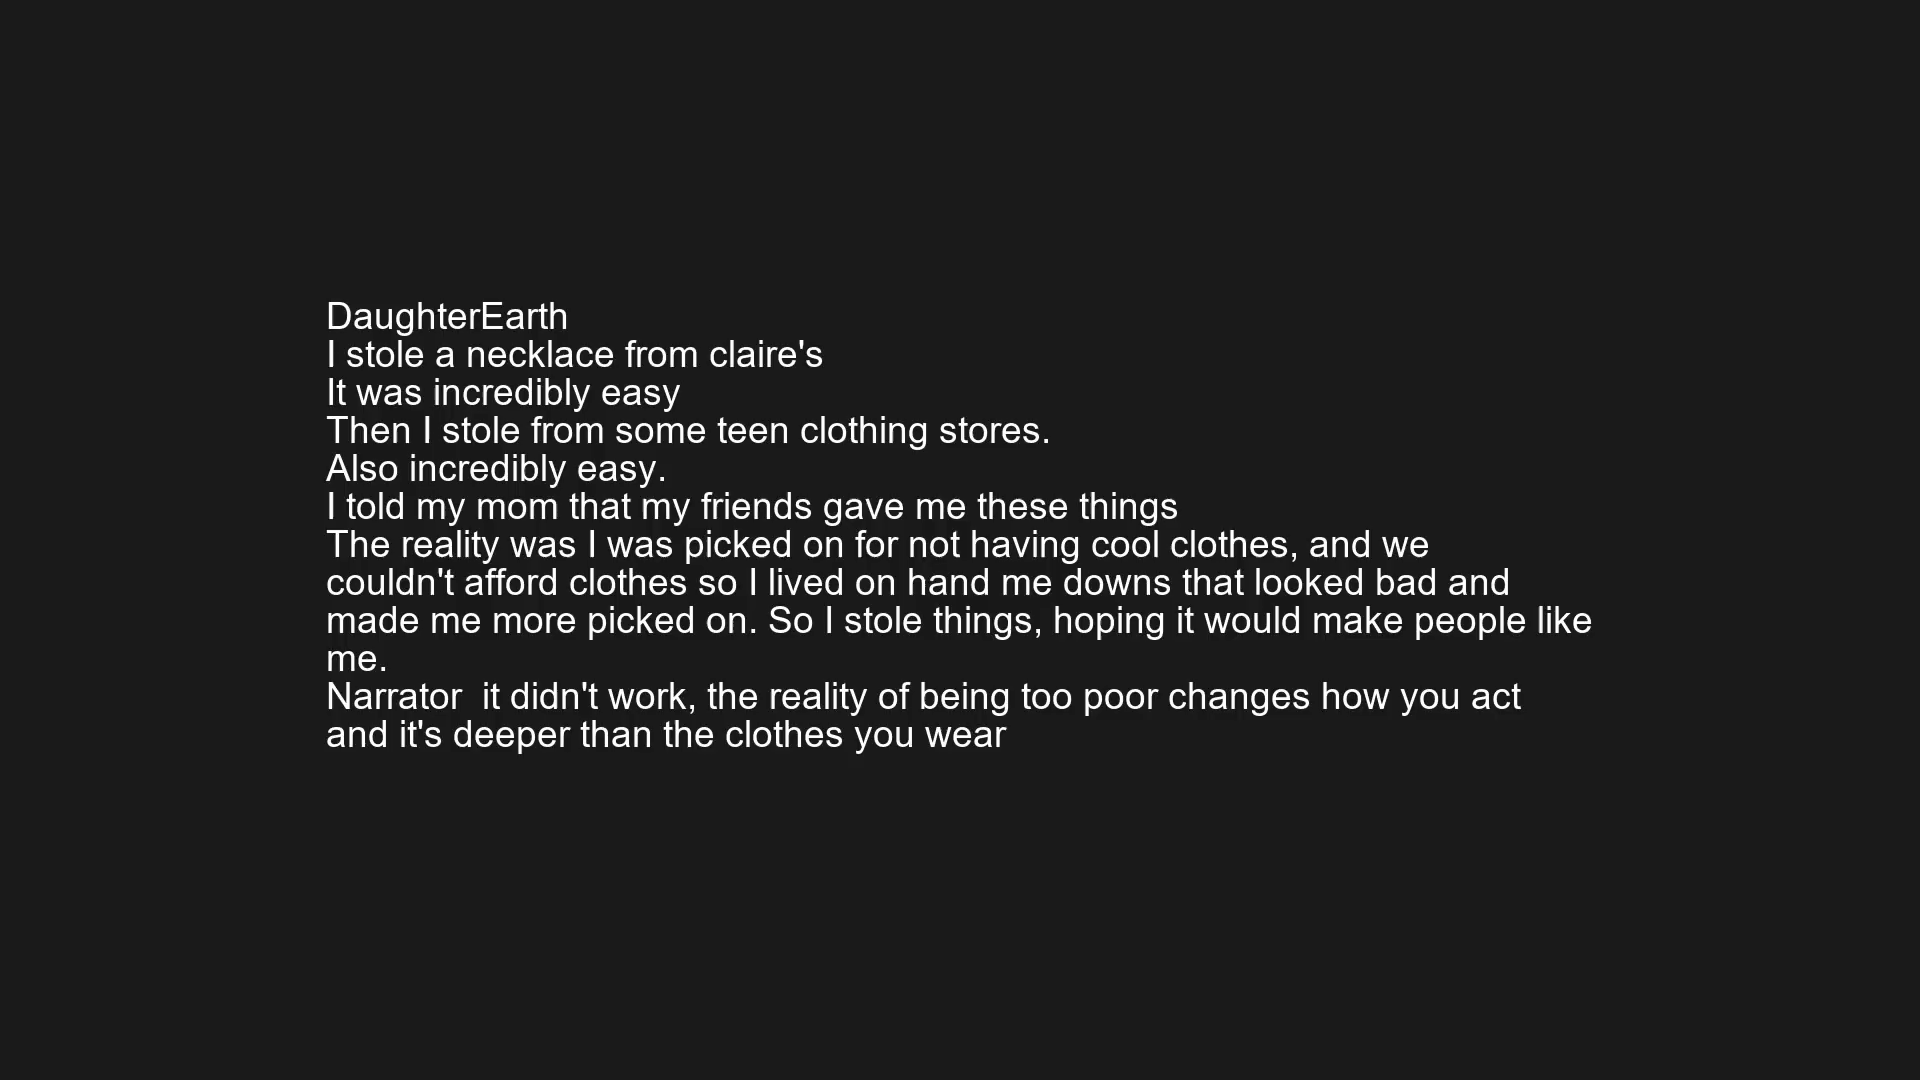 DaughterEarth
I stole a necklace from claire's
It was incredibly easy
Then I stole from some teen clothing stores.
Also incredibly easy.
I told my mom that my friends gave me these things
The reality was I was picked on for not having cool clothes, and we
couldn't afford clothes so I lived on hand me downs that looked bad and
made me more picked on. So I stole things, hoping it would make people like
me.
Narrator  it didn't work, the reality of being too poor changes how you act
and it's deeper than the clothes you wear